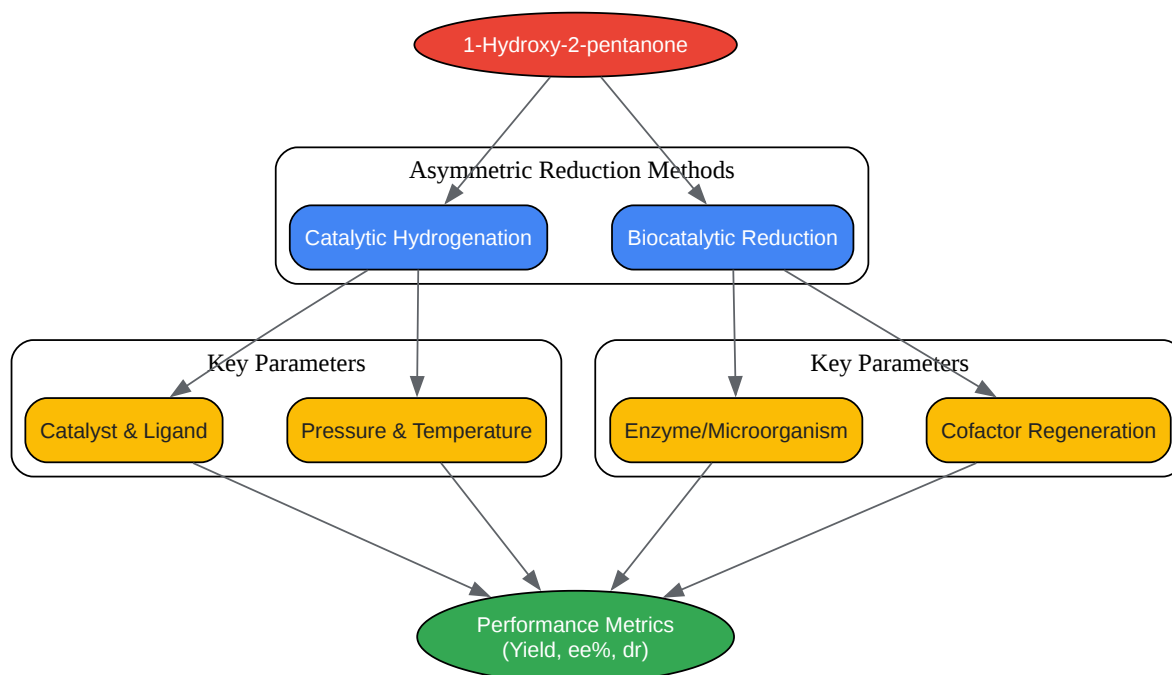 1-Hydroxy-2-pentanone
Asymmetric Reduction Methods
Catalytic Hydrogenation
Biocatalytic Reduction
Key Parameters
Key Parameters
Catalyst & Ligand
Pressure & Temperature
Enzyme/Microorganism
Cofactor Regeneration
Performance Metrics
(Yield, ee%, dr)